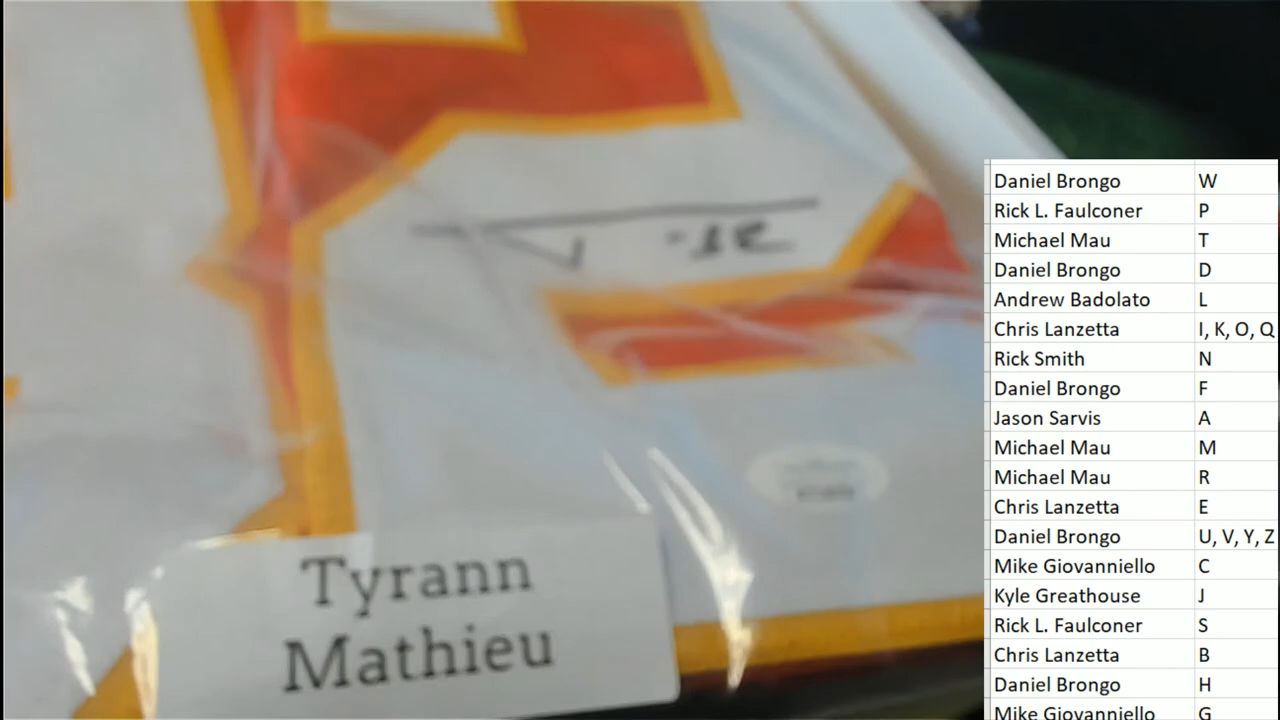 Tyrann
Mathieu
Daniel Brongo W
Rick L. Faulconer P
Michael Mau T
Daniel Brongo D
Andrew Badolato L
Chris Lanzetta I, K, O, Q
Rick Smith N
Daniel Brongo F
Jason Sarvis A
Michael Mau M
Michael Mau R
Chris Lanzetta E
Daniel Brongo U, V, Y, Z
Mike Giovanniello C
Kyle Greathouse J
Rick L. Faulconer S
Chris Lanzetta B
Daniel Brongo H
Mike Giovanniello G